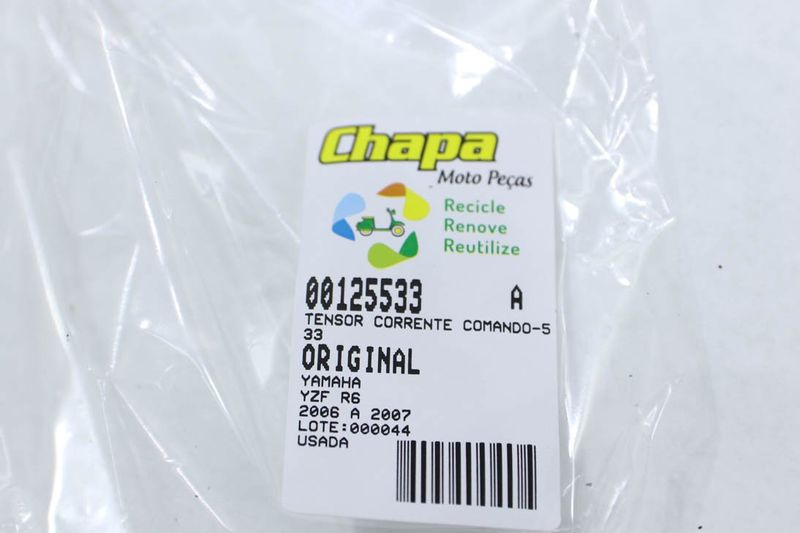 Chapa
Moto Peças
Recicle
Renove
Reutilize
00125533 A
TENSOR CORRENTE COMANDO-5
33
ORIGINAL
YAMAHA
YZF R6
2006 A 2007
LOTE:000044
USADA